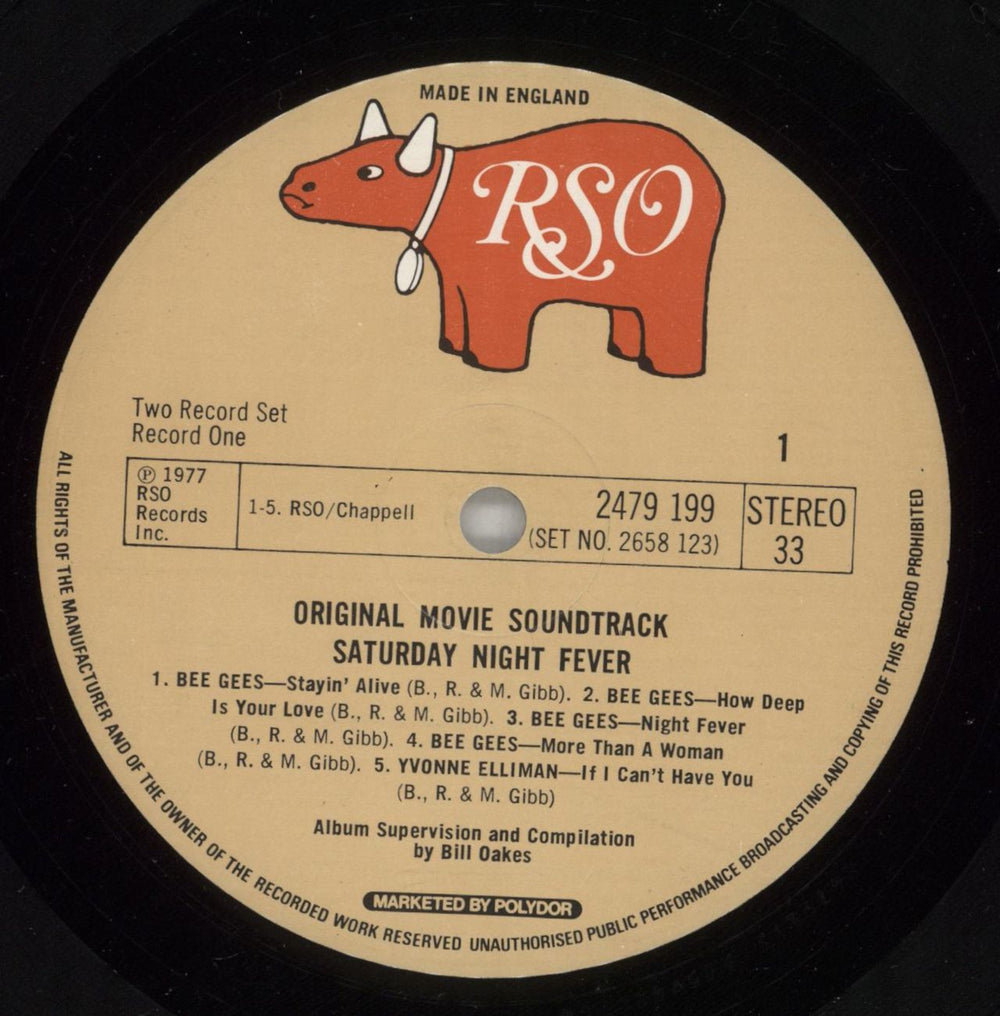 MADE IN ENGLAND
RSO
Two Record Set
Record One
1
℗ 1977
RSO
Records
Inc.
1-5. RSO/Chappell
2479 199
(SET NO. 2658 123)
STEREO
33
ORIGINAL MOVIE SOUNDTRACK
SATURDAY NIGHT FEVER
1. BEE GEES—Stayin' Alive (B., R. & M. Gibb). 2. BEE GEES—How Deep
Is Your Love (B., R. & M. Gibb). 3. BEE GEES—Night Fever
(B., R. & M. Gibb). 4. BEE GEES—More Than A Woman
(B., R. & M. Gibb). 5. YVONNE ELLIMAN—If I Can't Have You
(B., R. & M. Gibb)
Album Supervision and Compilation
by Bill Oakes
MARKETED BY POLYDOR
ALL RIGHTS OF THE MANUFACTURER AND OF THE OWNER OF THE RECORDED WORK RESERVED UNAUTHORISED PUBLIC PERFORMANCE BROADCASTING AND COPYING OF THIS RECORD PROHIBITED